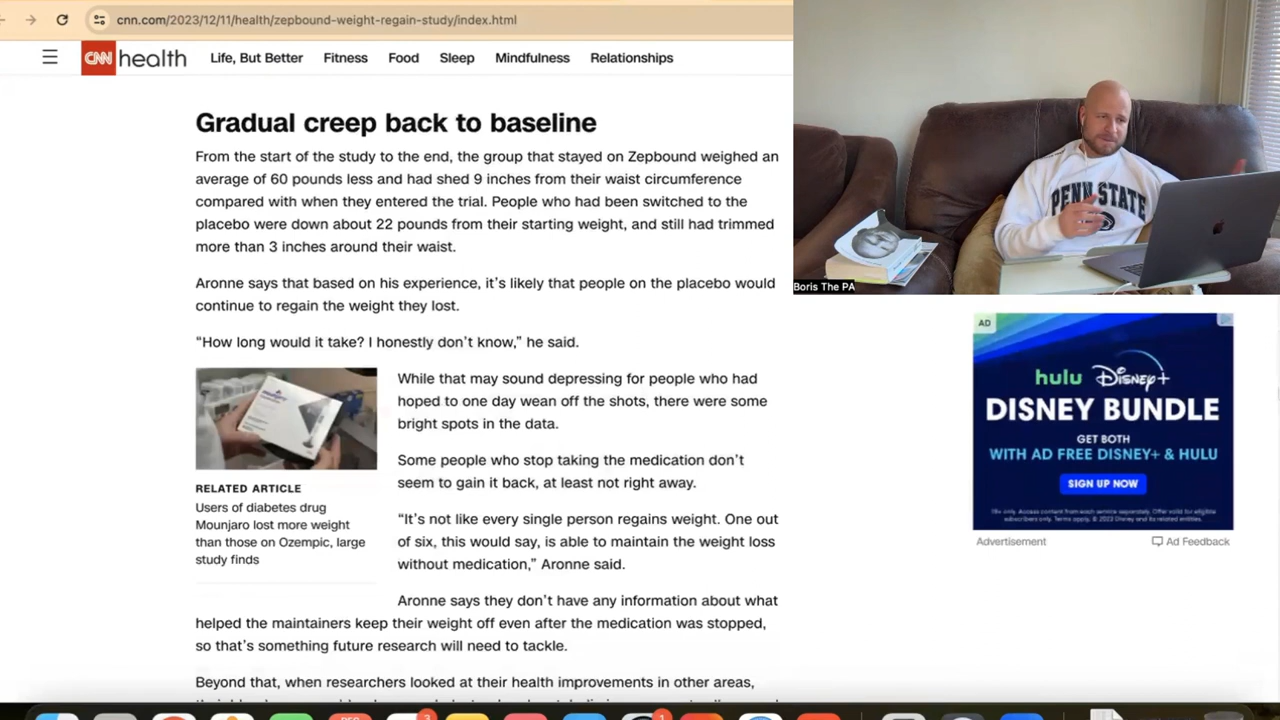 cnn.com/2023/12/11/health/zepbound-weight-regain-study/index.html
CNN health Life, But Better Fitness Food Sleep Mindfulness Relationships
Gradual creep back to baseline
From the start of the study to the end, the group that stayed on Zepbound weighed an
average of 60 pounds less and had shed 9 inches from their waist circumference
compared with when they entered the trial. People who had been switched to the
placebo were down about 22 pounds from their starting weight, and still had trimmed
more than 3 inches around their waist.
Aronne says that based on his experience, it's likely that people on the placebo would
continue to regain the weight they lost.
“How long would it take? I honestly don't know,” he said.
While that may sound depressing for people who had
hoped to one day wean off the shots, there were some
bright spots in the data.
Some people who stop taking the medication don't
seem to gain it back, at least not right away.
“It's not like every single person regains weight. One out
of six, this would say, is able to maintain the weight loss
without medication,” Aronne said.
RELATED ARTICLE
Users of diabetes drug
Mounjaro lost more weight
than those on Ozempic, large
study finds
Aronne says they don't have any information about what
helped the maintainers keep their weight off even after the medication was stopped,
so that's something future research will need to tackle.
Beyond that, when researchers looked at their health improvements in other areas,
PENN STATE
Boris The PA
AD
hulu Disney+
DISNEY BUNDLE
GET BOTH
WITH AD FREE DISNEY+ & HULU
SIGN UP NOW
Advertisement
Ad Feedback